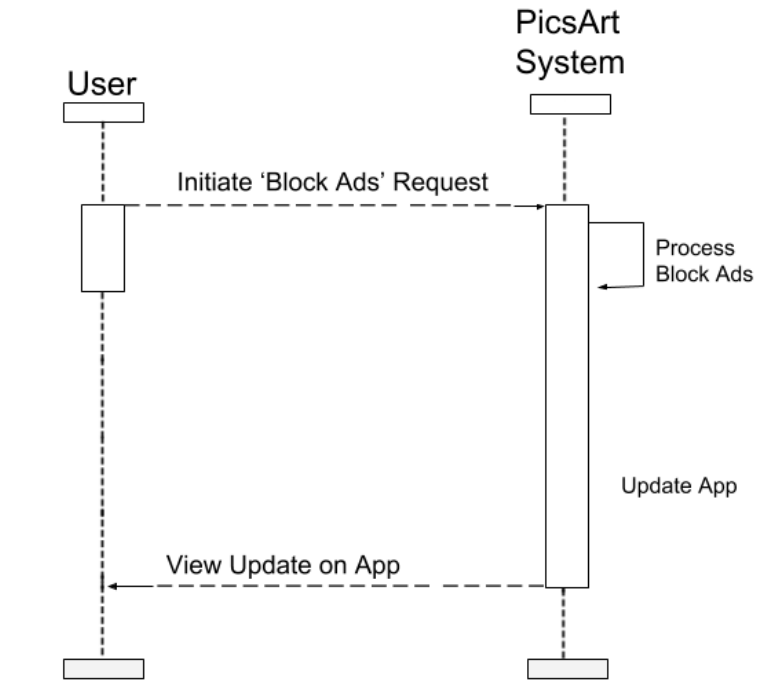 PicsArt
System
User
Initiate ‘Block Ads’ Request
Process
Block Ads
Update App
View Update on App